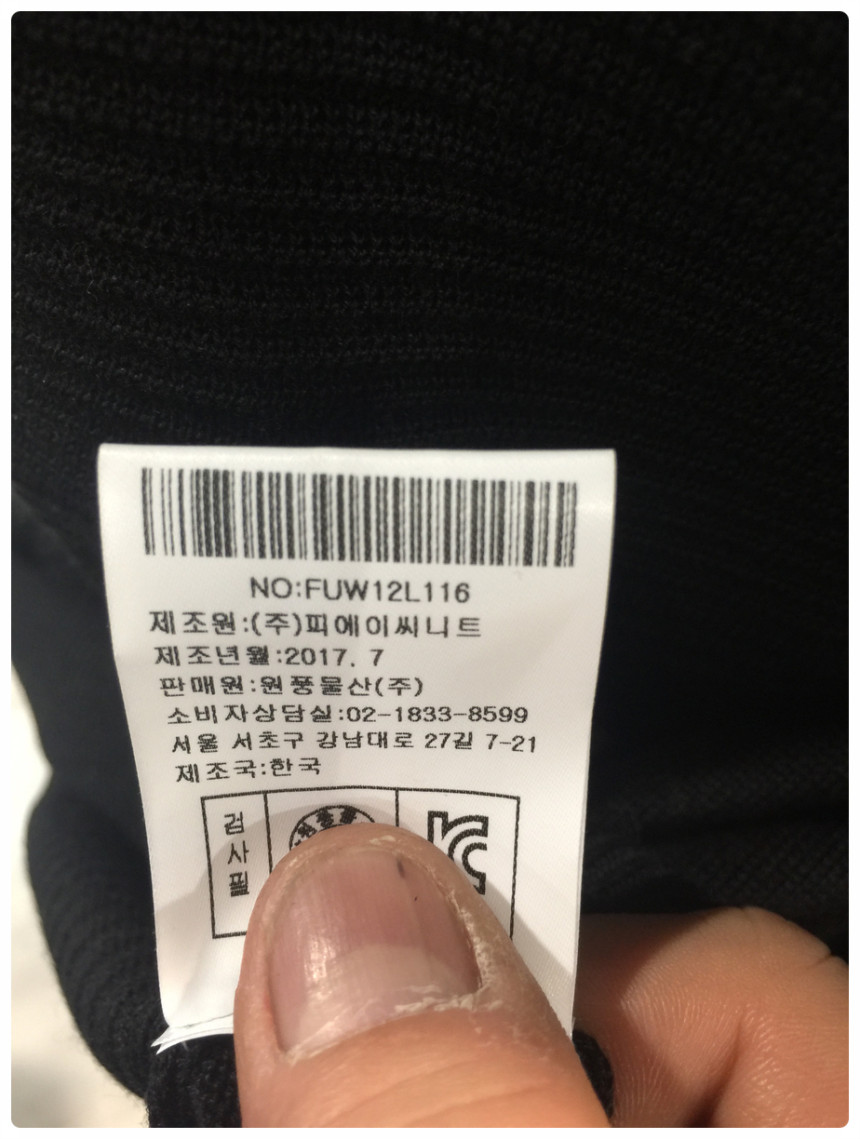 NO:FUW12L116
제조원:(주)피에이씨니트
제조년월:2017. 7
판매원:원풍물산(주)
소비자상담실:02-1833-8599
서울 서초구 강남대로 27길 7-21
제조국:한국
검사필
KC